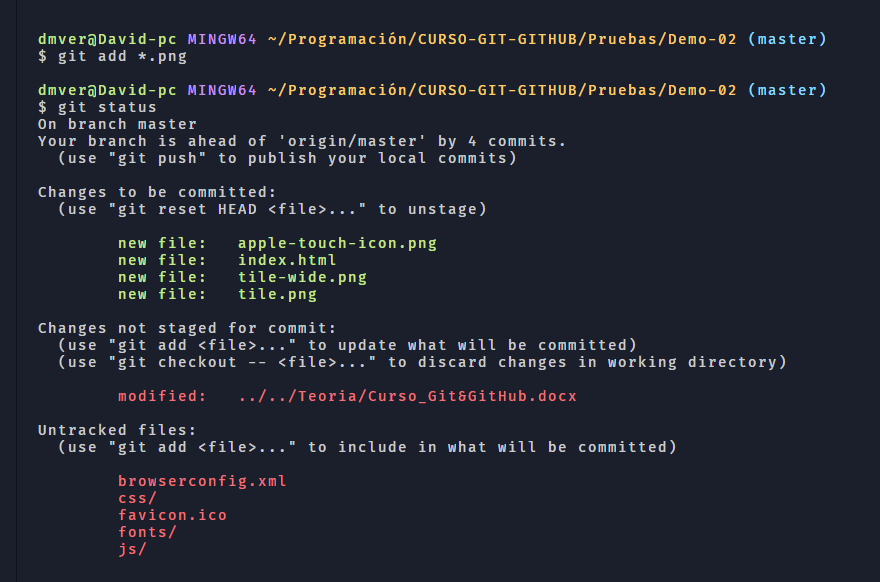 dmver@David-pc MINGW64 ~/Programación/CURSO-GIT-GITHUB/Pruebas/Demo-02 (master)
$ git add *.png
dmver@David-pc MINGW64 ~/Programación/CURSO-GIT-GITHUB/Pruebas/Demo-02 (master)
$ git status
On branch master
Your branch is ahead of 'origin/master' by 4 commits.
  (use "git push" to publish your local commits)
Changes to be committed:
  (use "git reset HEAD <file>..." to unstage)
        new file:   apple-touch-icon.png
        new file:   index.html
        new file:   tile-wide.png
        new file:   tile.png
Changes not staged for commit:
  (use "git add <file>..." to update what will be committed)
  (use "git checkout -- <file>..." to discard changes in working directory)
        modified:   ../../Teoria/Curso_Git&GitHub.docx
Untracked files:
  (use "git add <file>..." to include in what will be committed)
        browserconfig.xml
        css/
        favicon.ico
        fonts/
        js/